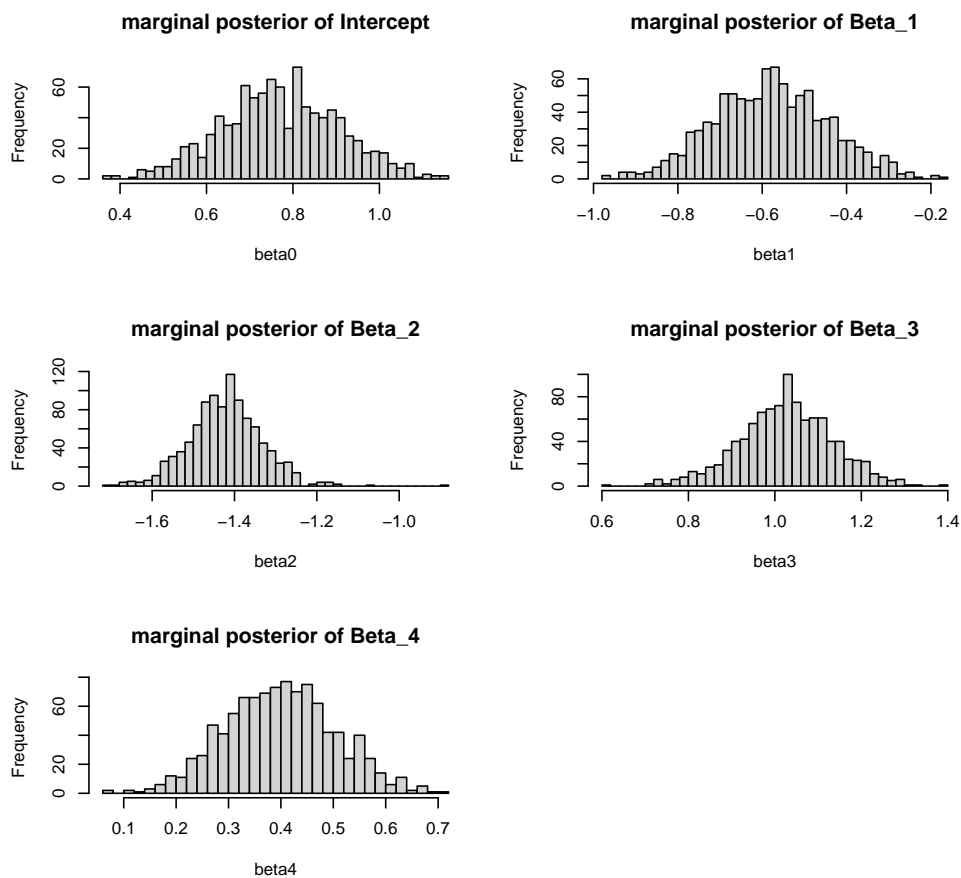 marginal posterior of Intercept
Frequency
0 20 60
0.4 0.6 0.8 1.0
beta0
marginal posterior of Beta_1
Frequency
0 20 40 60
−1.0 −0.8 −0.6 −0.4 −0.2
beta1
marginal posterior of Beta_2
Frequency
0 40 80 120
−1.6 −1.4 −1.2 −1.0
beta2
marginal posterior of Beta_3
Frequency
0 40 80
0.6 0.8 1.0 1.2 1.4
beta3
marginal posterior of Beta_4
Frequency
0 20 60
0.1 0.2 0.3 0.4 0.5 0.6 0.7
beta4